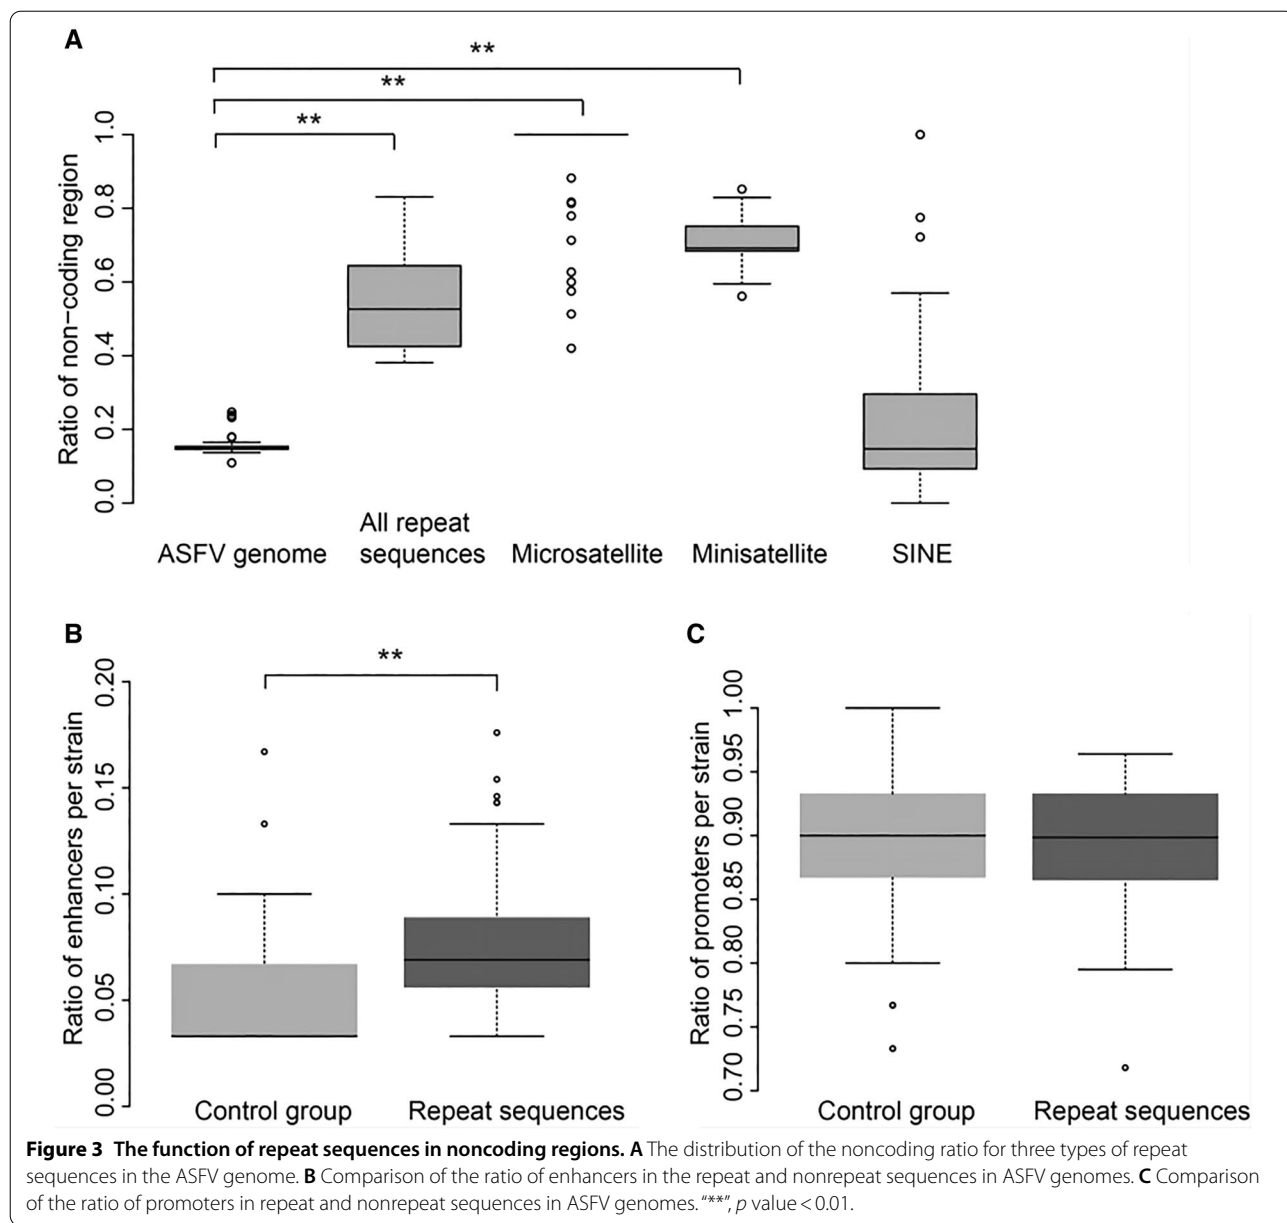 A
**
**
**
Ratio of non-coding region
1.0
0.8
0.6
0.4
0.2
0.0
ASFV genome
All repeat
sequences
Microsatellite
Minisatellite
SINE
B
**
Ratio of enhancers per strain
0.20
0.15
0.10
0.05
0.00
Control group
Repeat sequences
C
Ratio of promoters per strain
1.00
0.95
0.90
0.85
0.80
0.75
0.70
Control group
Repeat sequences
Figure 3 The function of repeat sequences in noncoding regions. A The distribution of the noncoding ratio for three types of repeat
sequences in the ASFV genome. B Comparison of the ratio of enhancers in the repeat and nonrepeat sequences in ASFV genomes. C Comparison
of the ratio of promoters in repeat and nonrepeat sequences in ASFV genomes. “**”, p value < 0.01.